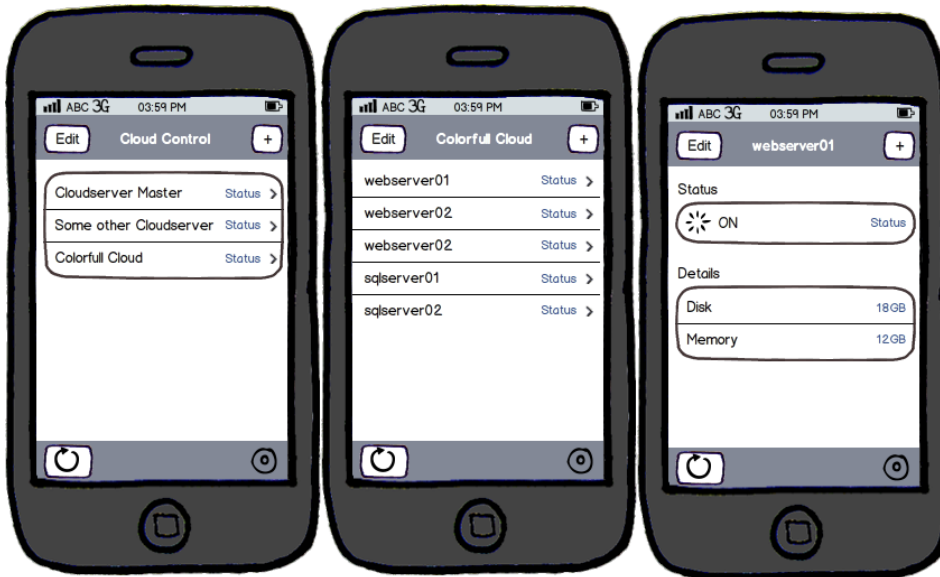 ABC 3G 03:59 PM
Edit Cloud Control +
Cloudserver Master Status
Some other Cloudserver Status
Colorfull Cloud Status
ABC 3G 03:59 PM
Edit Colorfull Cloud +
webserver01 Status
webserver02 Status
webserver02 Status
sqlserver01 Status
sqlserver02 Status
ABC 3G 03:59 PM
Edit webserver01 +
Status
ON Status
Details
Disk 18GB
Memory 12GB